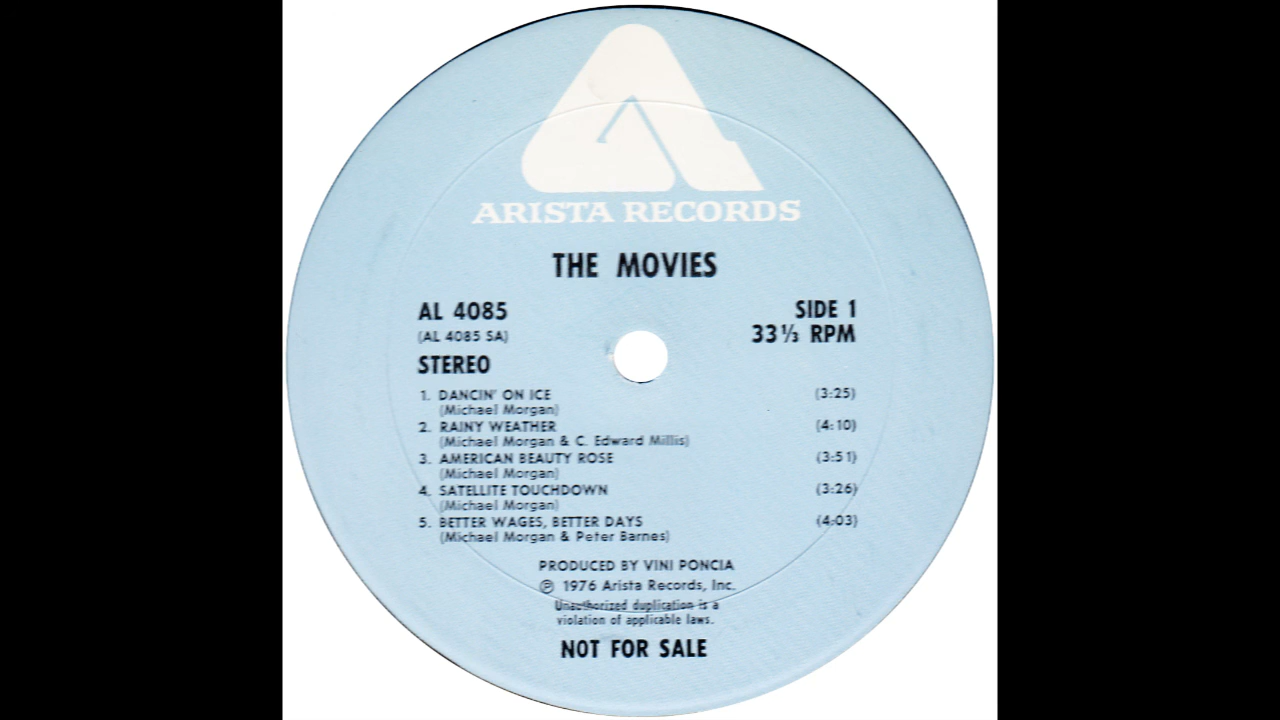 ARISTA RECORDS
THE MOVIES
AL 4085
SIDE 1
(AL 4085 SA)
33⅓ RPM
STEREO
1. DANCIN' ON ICE (3:25)
(Michael Morgan)
2. RAINY WEATHER (4:10)
(Michael Morgan & C. Edward Millis)
3. AMERICAN BEAUTY ROSE (3:51)
(Michael Morgan)
4. SATELLITE TOUCHDOWN (3:26)
(Michael Morgan)
5. BETTER WAGES, BETTER DAYS (4:03)
(Michael Morgan & Peter Barnes)
PRODUCED BY VINI PONCIA
℗ 1976 Arista Records, Inc.
Unauthorized duplication is a
violation of applicable laws.
NOT FOR SALE